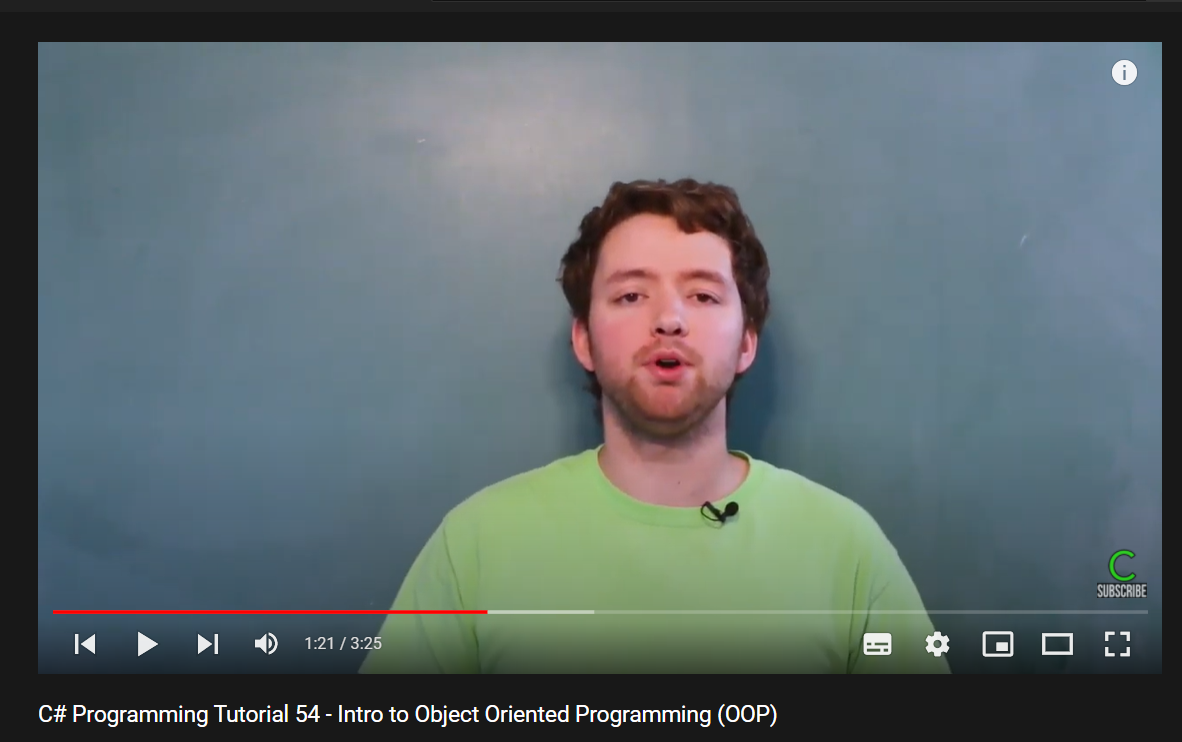 i
C
SUBSCRIBE
1:21 / 3:25
C# Programming Tutorial 54 - Intro to Object Oriented Programming (OOP)